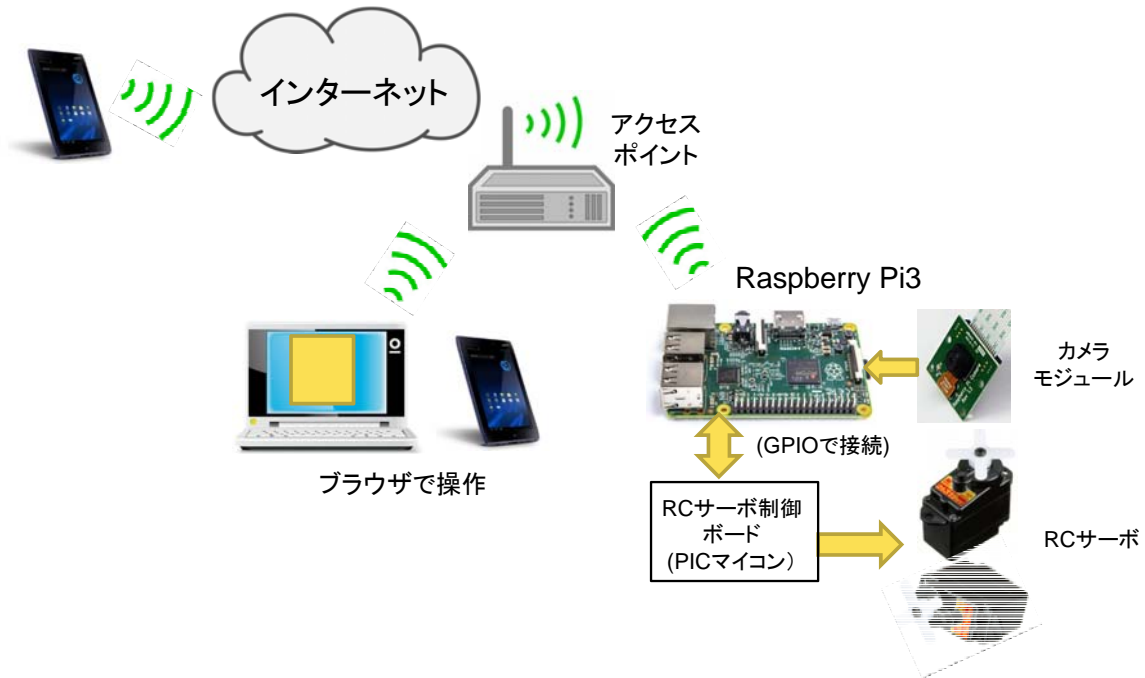 インターネット
アクセス
ポイント
Raspberry Pi3
カメラ
モジュール
(GPIOで接続)
ブラウザで操作
RCサーボ制御
ボード
(PICマイコン）
RCサーボ